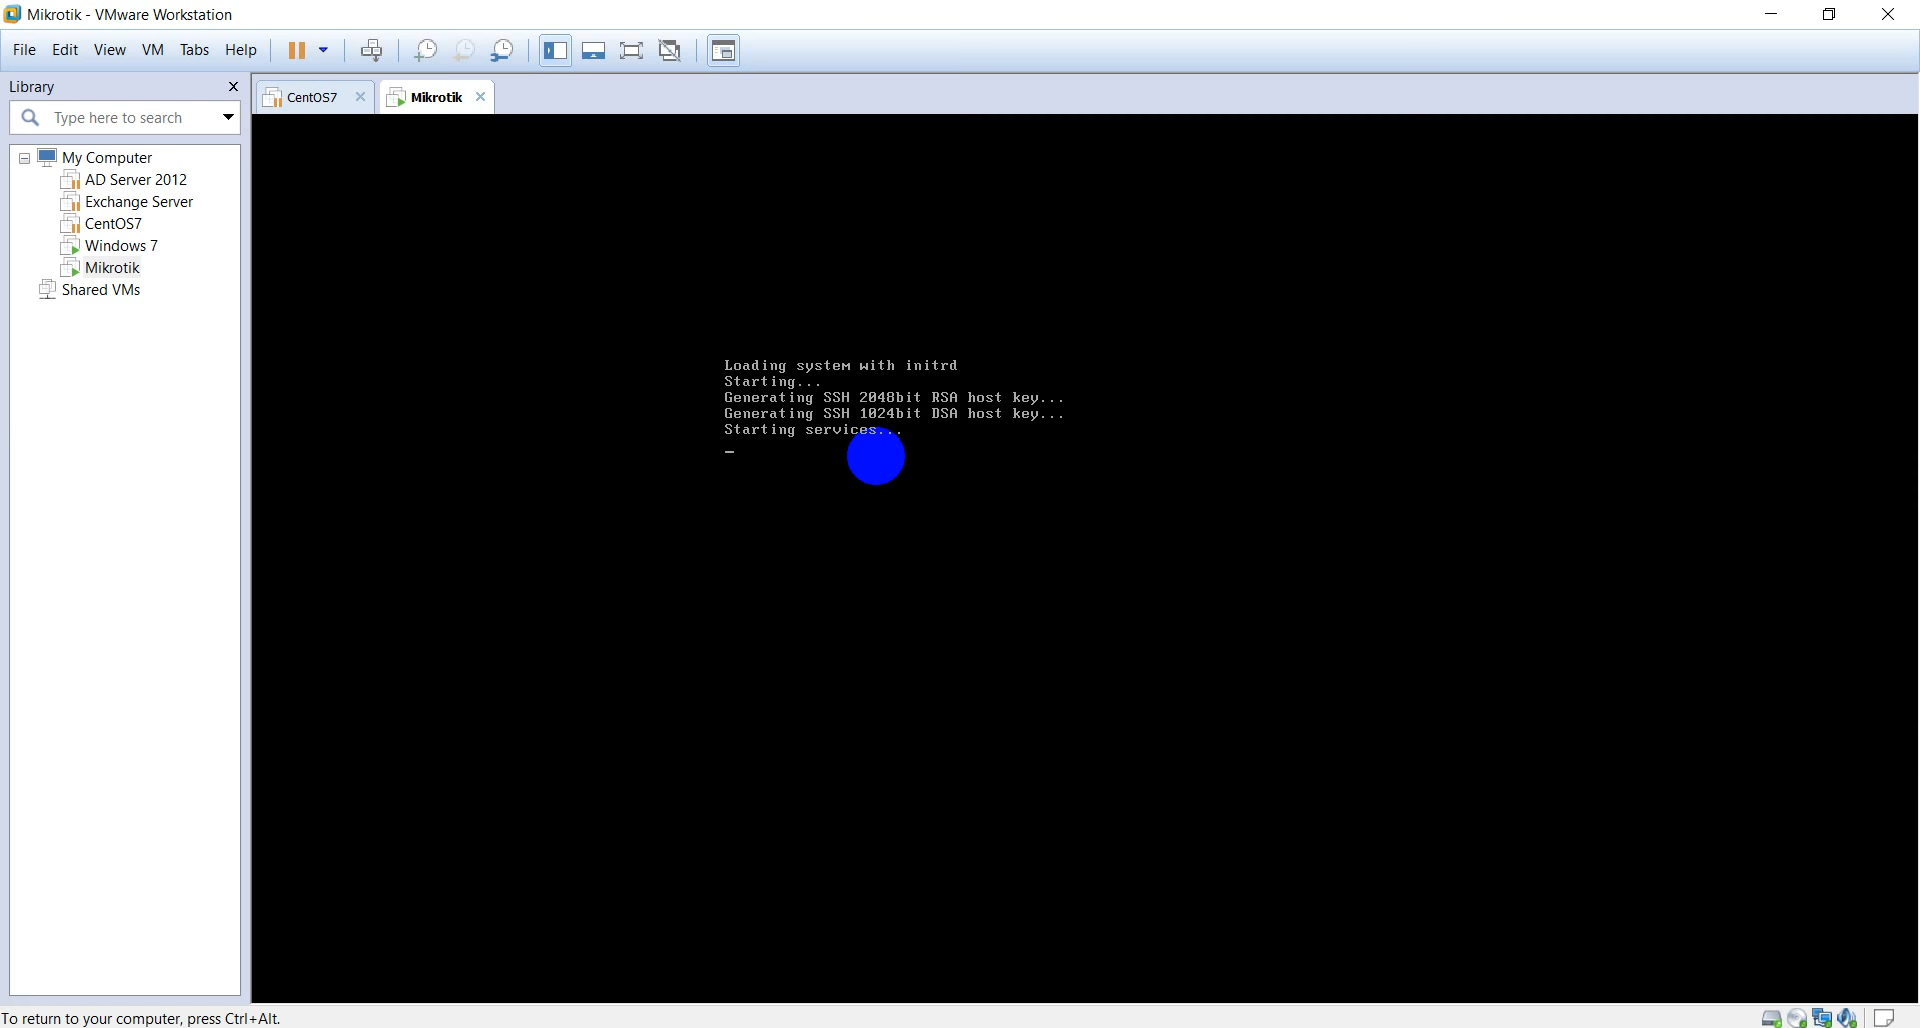 Mikrotik - VMware Workstation
File Edit View VM Tabs Help
Library
CentOS7
Mikrotik
Type here to search
My Computer
AD Server 2012
Exchange Server
CentOS7
Windows 7
Mikrotik
Shared VMs
Loading system with initrd
Starting...
Generating SSH 2048bit RSA host key...
Generating SSH 1024bit DSA host key...
Starting services...
To return to your computer, press Ctrl+Alt.